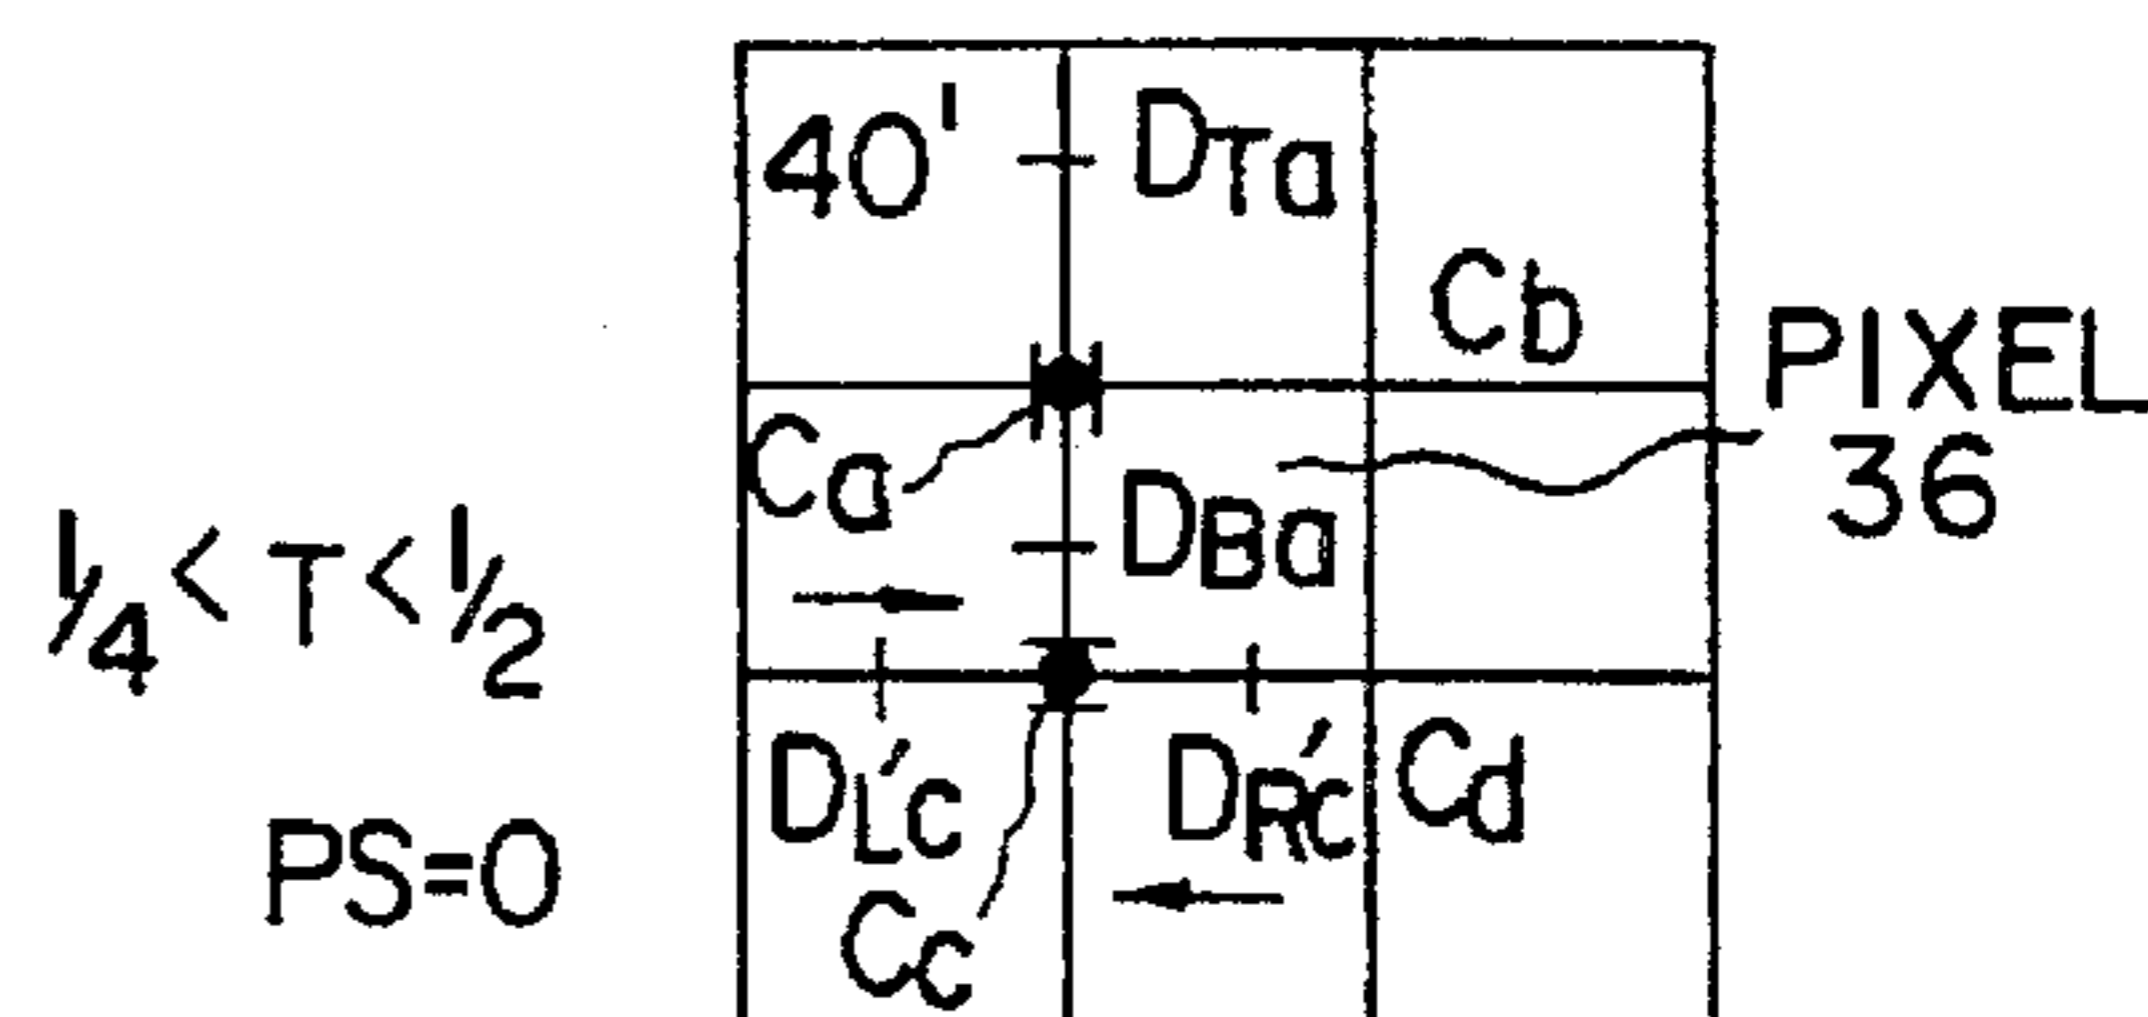 40' DTa
Cb
PIXEL
36
Ca
DBa
1/4 < T < 1/2
DL'c DR'c Cd
PS=0
Cc